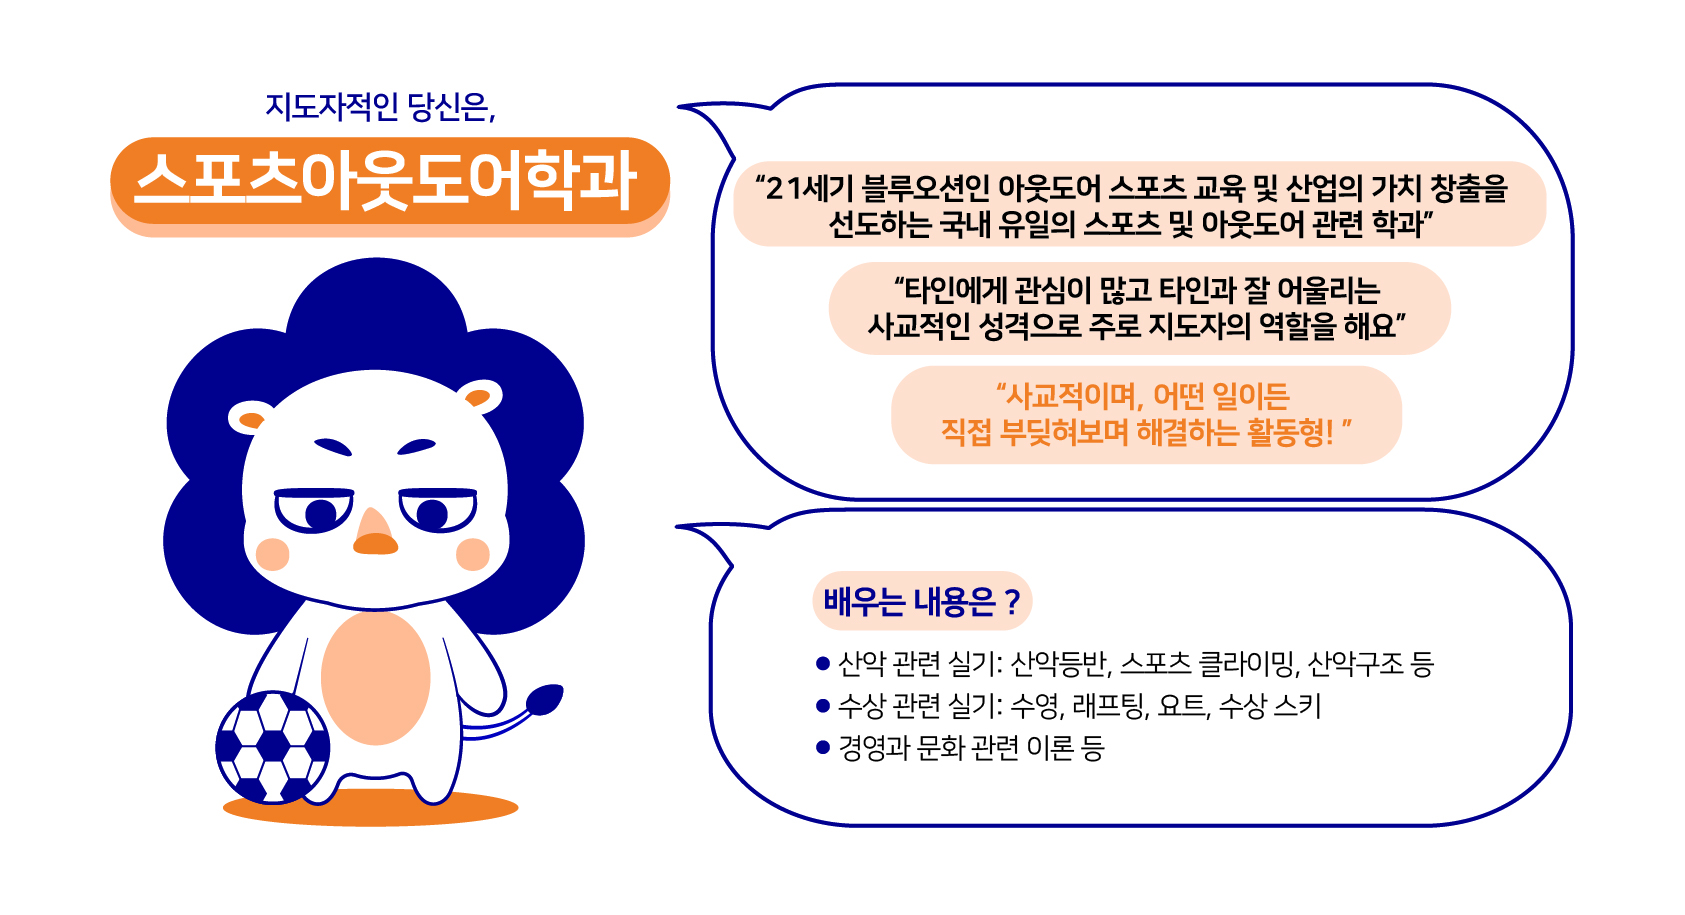 지도자적인 당신은,
스포츠아웃도어학과
“21세기 블루오션인 아웃도어 스포츠 교육 및 산업의 가치 창출을
선도하는 국내 유일의 스포츠 및 아웃도어 관련 학과”
“타인에게 관심이 많고 타인과 잘 어울리는
사교적인 성격으로 주로 지도자의 역할을 해요”
“사교적이며, 어떤 일이든
직접 부딪혀보며 해결하는 활동형! ”
배우는 내용은 ?
● 산악 관련 실기: 산악등반, 스포츠 클라이밍, 산악구조 등
● 수상 관련 실기: 수영, 래프팅, 요트, 수상 스키
● 경영과 문화 관련 이론 등